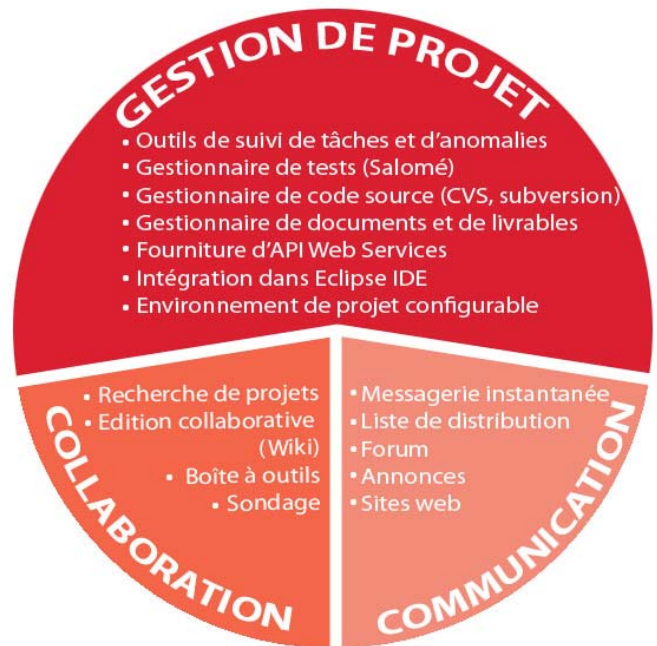 GESTION DE PROJET
• Outils de suivi de tâches et d'anomalies
• Gestionnaire de tests (Salomé)
• Gestionnaire de code source (CVS, subversion)
• Gestionnaire de documents et de livrables
• Fourniture d'API Web Services
• Intégration dans Eclipse IDE
• Environnement de projet configurable
COLLABORATION
• Recherche de projets
• Edition collaborative
(Wiki)
• Boîte à outils
• Sondage
COMMUNICATION
• Messagerie instantanée
• Liste de distribution
• Forum
• Annonces
• Sites web